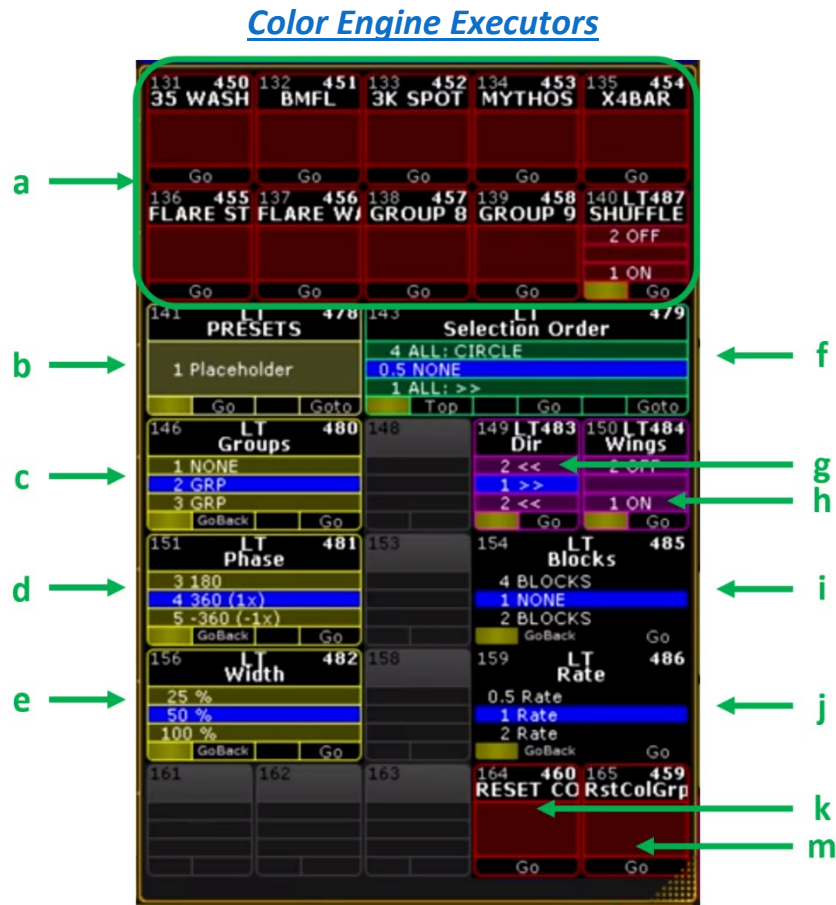 Color Engine Executors
131 450 132 451 133 452 134 453 135 454
35 WASH BMFL 3K SPOT MYTHOS X4BAR
Go Go Go Go Go
a
136 455 137 456 138 457 139 458 140 LT487
FLARE ST FLARE WA GROUP 8 GROUP 9 SHUFFLE
2 OFF
1 ON
Go Go Go Go Go
141 LT 478 143 LT 479
PRESETS Selection Order
4 ALL: CIRCLE
b 1 Placeholder 0.5 NONE f
1 ALL: >>
Go Goto Top Go Goto
146 LT 480 148 149 LT483 150 LT484
Groups Dir Wings
1 NONE 2 << 2 OFF g
c 2 GRP 1 >>
3 GRP 2 << 1 ON h
GoBack Go Go Go
151 LT 481 153 154 LT 485
Phase Blocks
3 180 4 BLOCKS
d 4 360 (1x) 1 NONE i
5 -360 (-1x) 2 BLOCKS
GoBack Go GoBack Go
156 LT 482 158 159 LT 486
Width Rate
25 % 0.5 Rate
e 50 % 1 Rate j
100 % 2 Rate
GoBack Go GoBack Go
161 162 163 164 460 165 459
RESET CO RstColGrp
k
m
Go Go